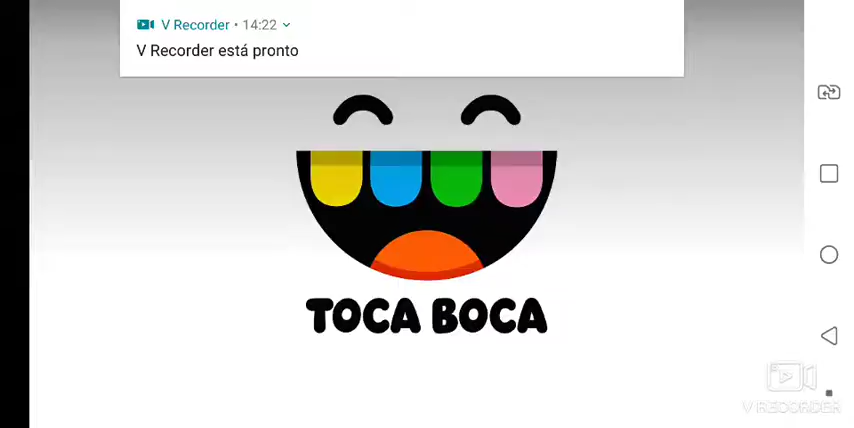 V Recorder • 14:22
V Recorder está pronto
TOCA BOCA
V RECORDER